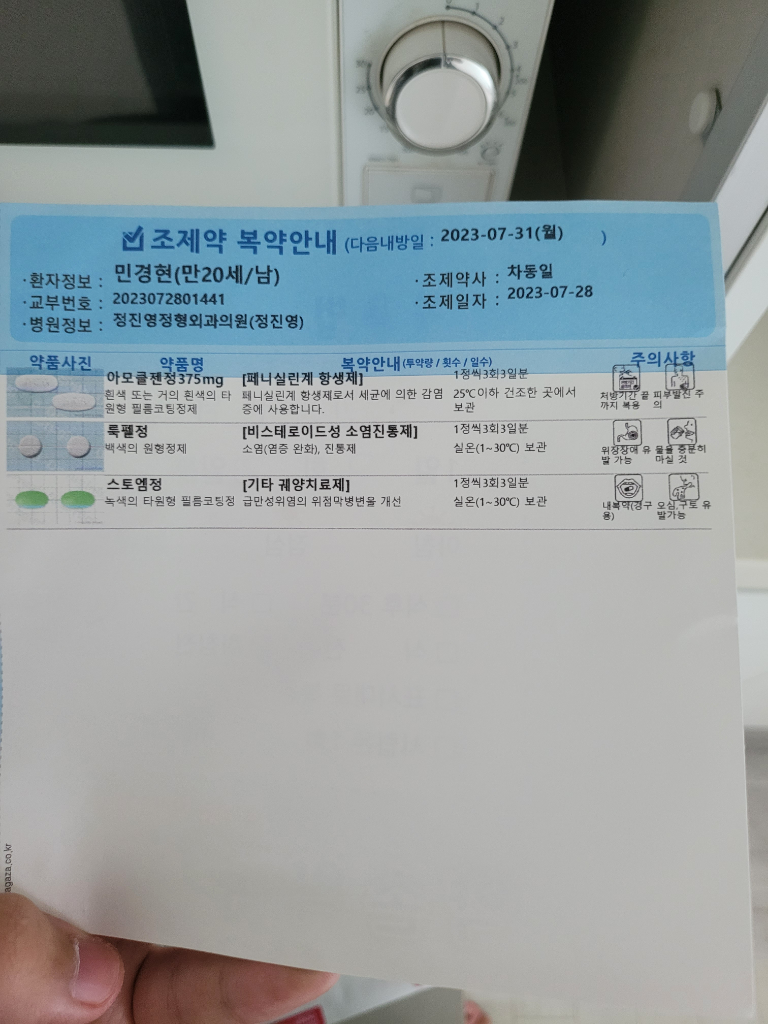 조제약 복약안내 (다음내방일 : 2023-07-31(월) )
·환자정보 : 민경현(만20세/남) ·조제약사 : 차동일
·교부번호 : 2023072801441 ·조제일자 : 2023-07-28
·병원정보 : 정진영정형외과의원(정진영)
약품사진 약품명 복약안내(투약량 / 횟수 / 일수) 주의사항
아모클젠정375mg [페니실린계 항생제] 1정씩3회3일분
흰색 또는 거의 흰색의 타 페니실린계 항생제로서 세균에 의한 감염 25℃이하 건조한 곳에서 처방기간 끝 피부발진 주
원형 필름코팅정제 증에 사용합니다. 보관 까지 복용 의
룩펠정 [비스테로이드성 소염진통제] 1정씩3회3일분
백색의 원형정제 소염(염증 완화), 진통제 실온(1~30℃) 보관 위장장애 유 물을 충분히
발 가능 마실 것
스토엠정 [기타 궤양치료제] 1정씩3회3일분
녹색의 타원형 필름코팅정 급만성위염의 위점막병변을 개선 실온(1~30℃) 보관 내복약(경구 오심,구토 유
용) 발가능
agaza.co.kr